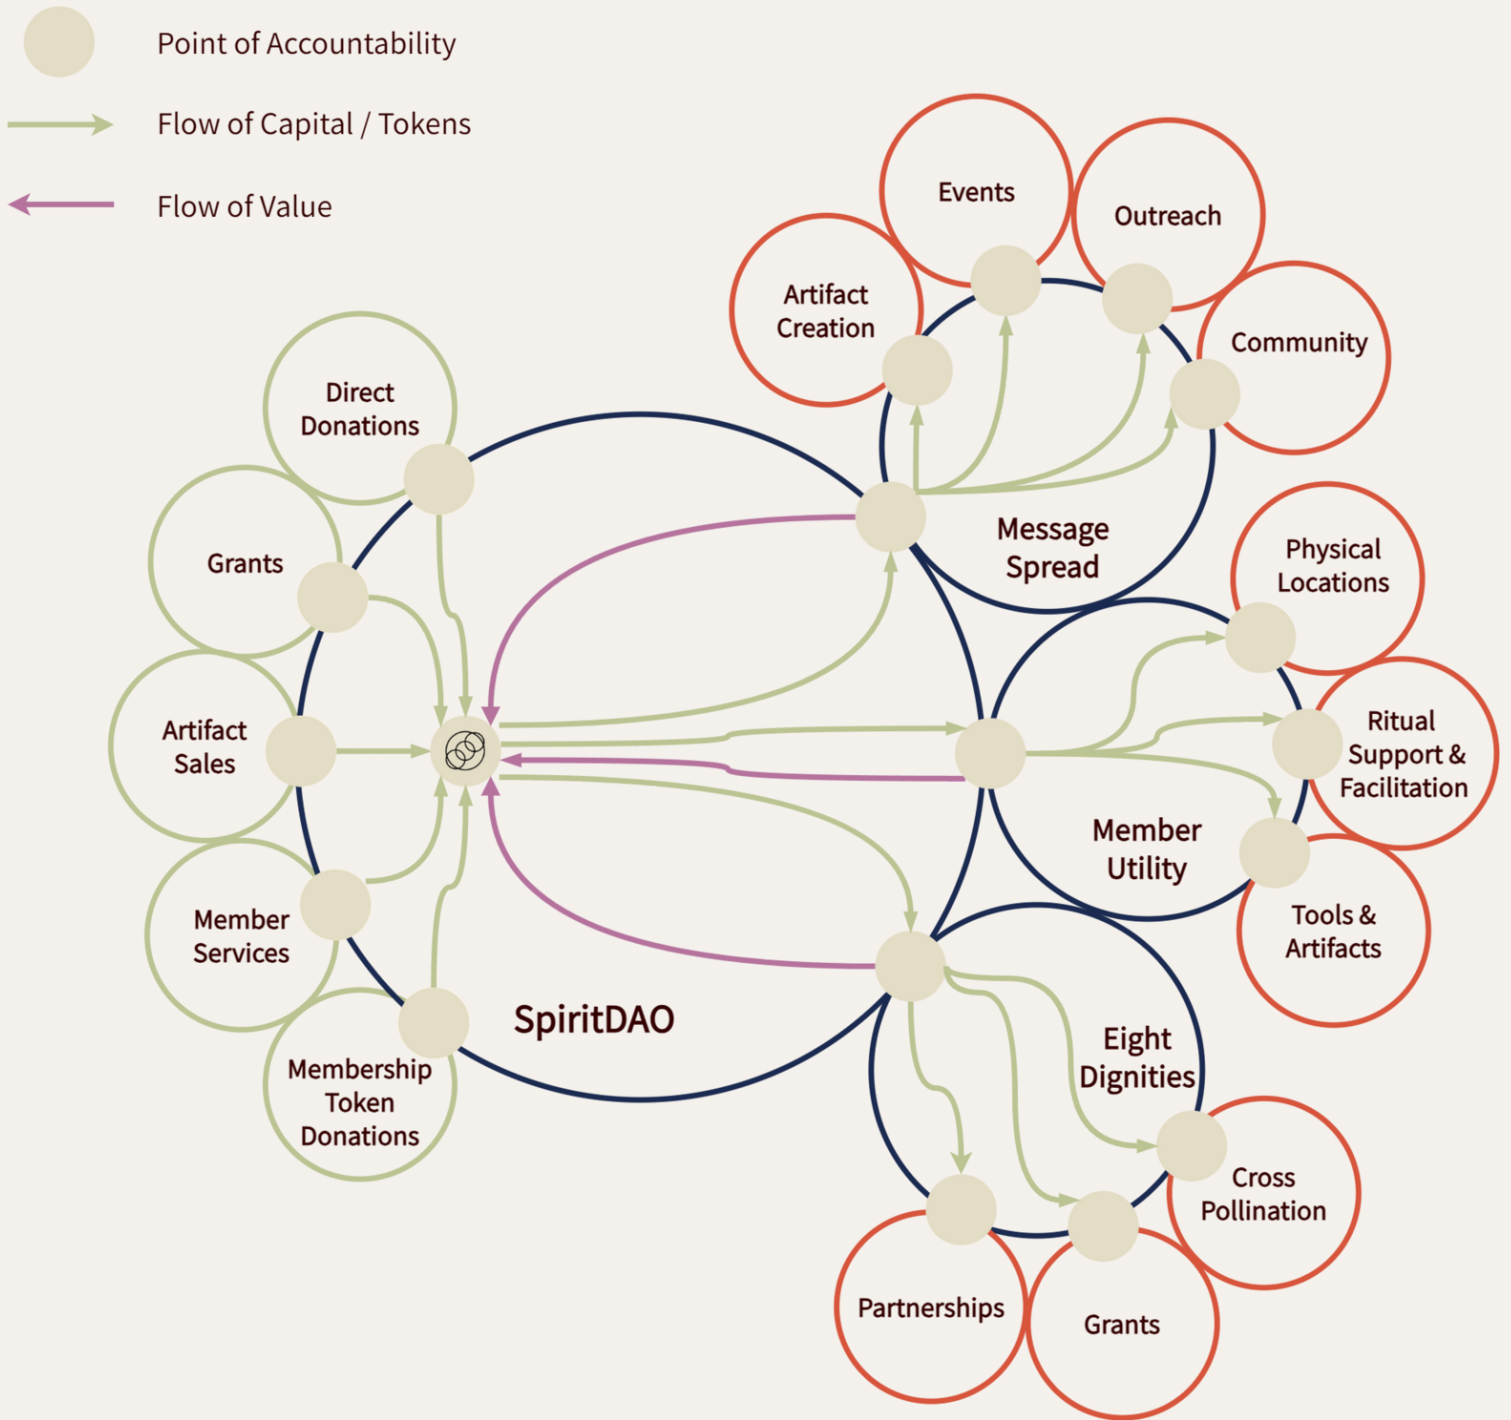 Point of Accountability
Flow of Capital / Tokens
Flow of Value
Events
Outreach
Artifact
Creation
Community
Direct
Donations
Grants
Message
Spread
Physical
Locations
Artifact
Sales
Ritual
Support &
Facilitation
Member
Utility
Member
Services
Tools &
Artifacts
SpiritDAO
Eight
Dignities
Membership
Token
Donations
Cross
Pollination
Partnerships
Grants